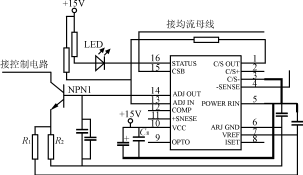 +15V
接均流母线
LED
接控制电路
16 STATUS C/S OUT 1
15 CSB C/S+ 2
C/S- 3
-SENSE 4
NPN1 14 ADJ OUT
13 ADJ IN POWER RIN 5
12 COMP
+15V 11 +SNESE
10 VCC ARJ GND 6
R1 R2 C8 VREF 7
9 OPTO ISET 8